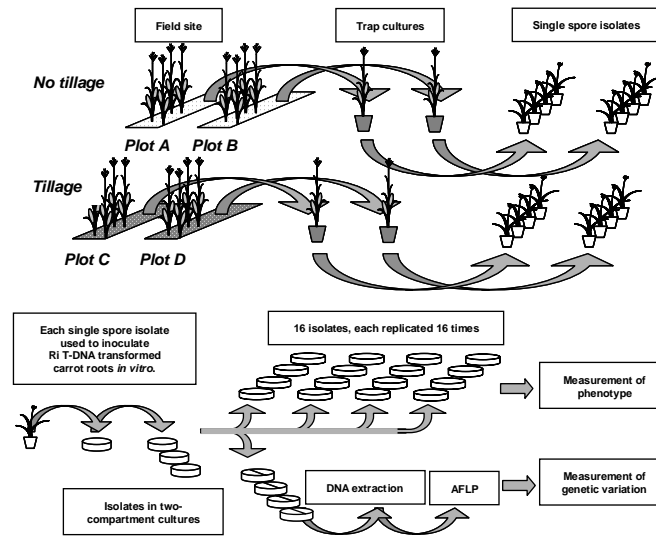 Field site
Trap cultures
Single spore isolates
No tillage
Plot A
Plot B
Tillage
Plot C
Plot D
Each single spore isolate
used to inoculate
Ri T-DNA transformed
carrot roots in vitro.
16 isolates, each replicated 16 times
Measurement of
phenotype
Isolates in two-
compartment cultures
DNA extraction
AFLP
Measurement of
genetic variation